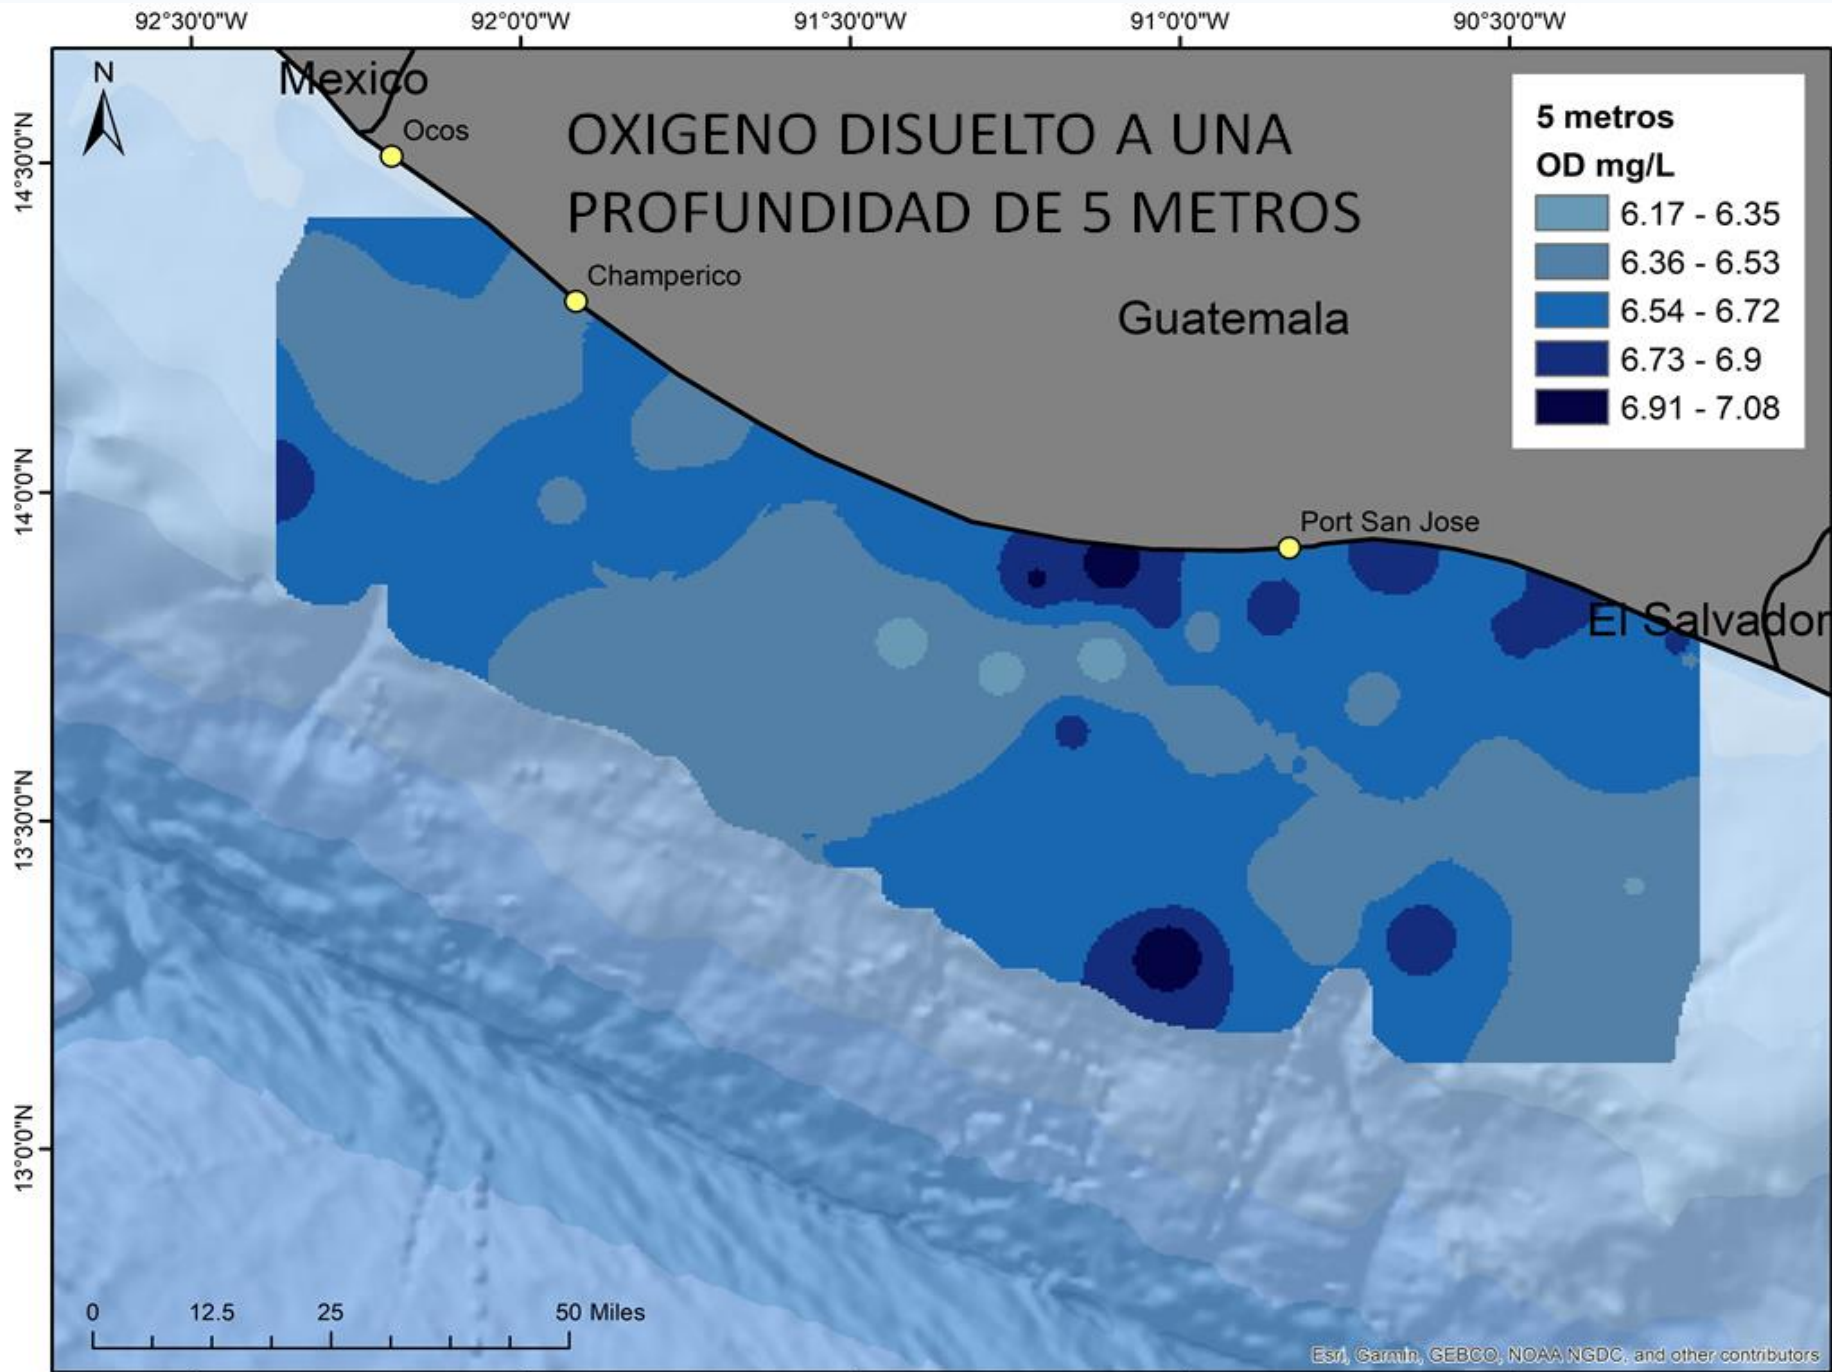 92°30'0"W
92°0'0"W
91°30'0"W
91°0'0"W
90°30'0"W
N
Mexico
Ocos
OXIGENO DISUELTO A UNA
PROFUNDIDAD DE 5 METROS
5 metros
OD mg/L
6.17 - 6.35
6.36 - 6.53
6.54 - 6.72
6.73 - 6.9
6.91 - 7.08
14°30'0"N
Champerico
Guatemala
14°0'0"N
Port San Jose
El Salvador
13°30'0"N
13°0'0"N
0 12.5 25 50 Miles
Esri, Garmin, GEBCO, NOAA NGDC, and other contributors